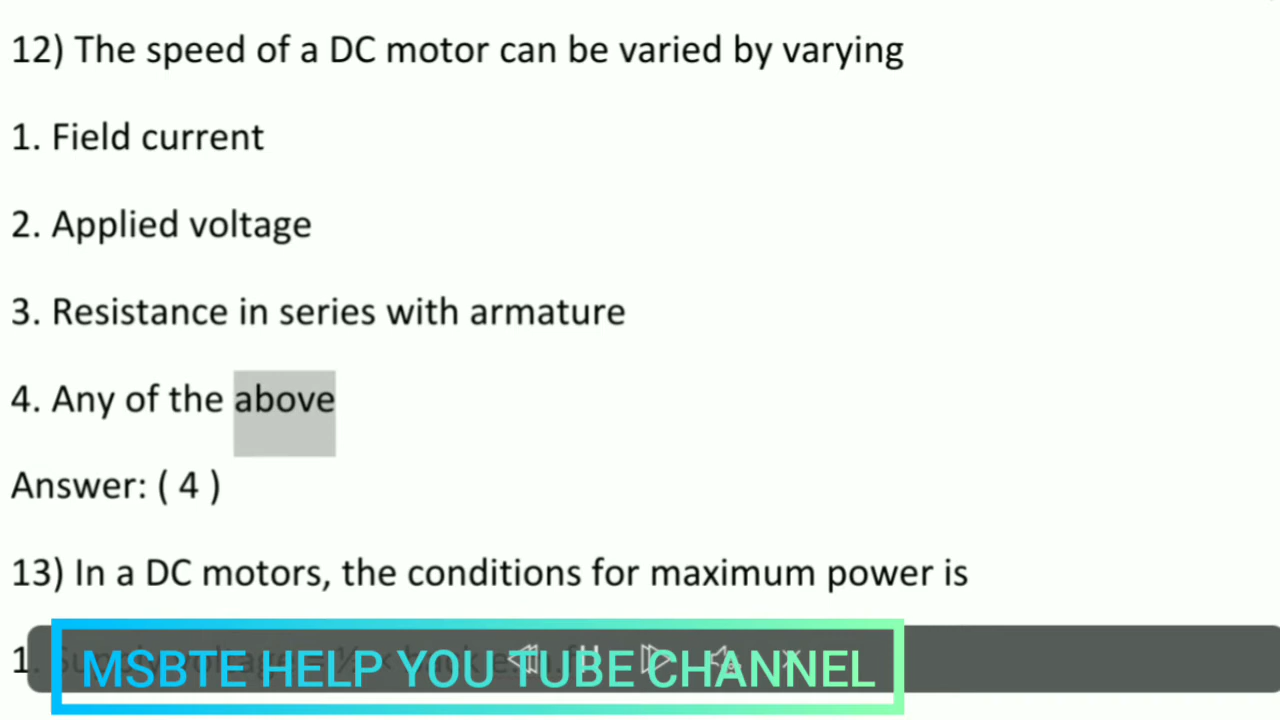 12) The speed of a DC motor can be varied by varying
1. Field current
2. Applied voltage
3. Resistance in series with armature
4. Any of the above
Answer: ( 4 )
13) In a DC motors, the conditions for maximum power is
1.
MSBTE HELP YOU TUBE CHANNEL